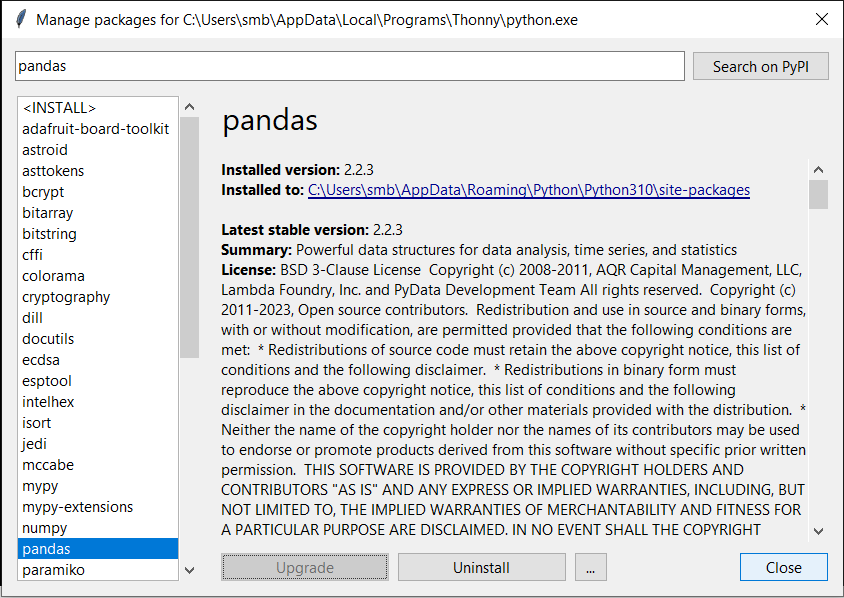 Manage packages for C:\Users\smb\AppData\Local\Programs\Thonny\python.exe
pandas
Search on PyPI
<INSTALL>
adafruit-board-toolkit
astroid
asttokens
bcrypt
bitarray
bitstring
cffi
colorama
cryptography
dill
docutils
ecdsa
esptool
intelhex
isort
jedi
mccabe
mypy
mypy-extensions
numpy
pandas
paramiko
pandas
Installed version: 2.2.3
Installed to: C:\Users\smb\AppData\Roaming\Python\Python310\site-packages
Latest stable version: 2.2.3
Summary: Powerful data structures for data analysis, time series, and statistics
License: BSD 3-Clause License  Copyright (c) 2008-2011, AQR Capital Management, LLC,
Lambda Foundry, Inc. and PyData Development Team All rights reserved.  Copyright (c)
2011-2023, Open source contributors.  Redistribution and use in source and binary forms,
with or without modification, are permitted provided that the following conditions are
met:  * Redistributions of source code must retain the above copyright notice, this list of
conditions and the following disclaimer.  * Redistributions in binary form must
reproduce the above copyright notice, this list of conditions and the following
disclaimer in the documentation and/or other materials provided with the distribution.  *
Neither the name of the copyright holder nor the names of its contributors may be used
to endorse or promote products derived from this software without specific prior written
permission.  THIS SOFTWARE IS PROVIDED BY THE COPYRIGHT HOLDERS AND
CONTRIBUTORS "AS IS" AND ANY EXPRESS OR IMPLIED WARRANTIES, INCLUDING, BUT
NOT LIMITED TO, THE IMPLIED WARRANTIES OF MERCHANTABILITY AND FITNESS FOR
A PARTICULAR PURPOSE ARE DISCLAIMED. IN NO EVENT SHALL THE COPYRIGHT
Upgrade
Uninstall
...
Close